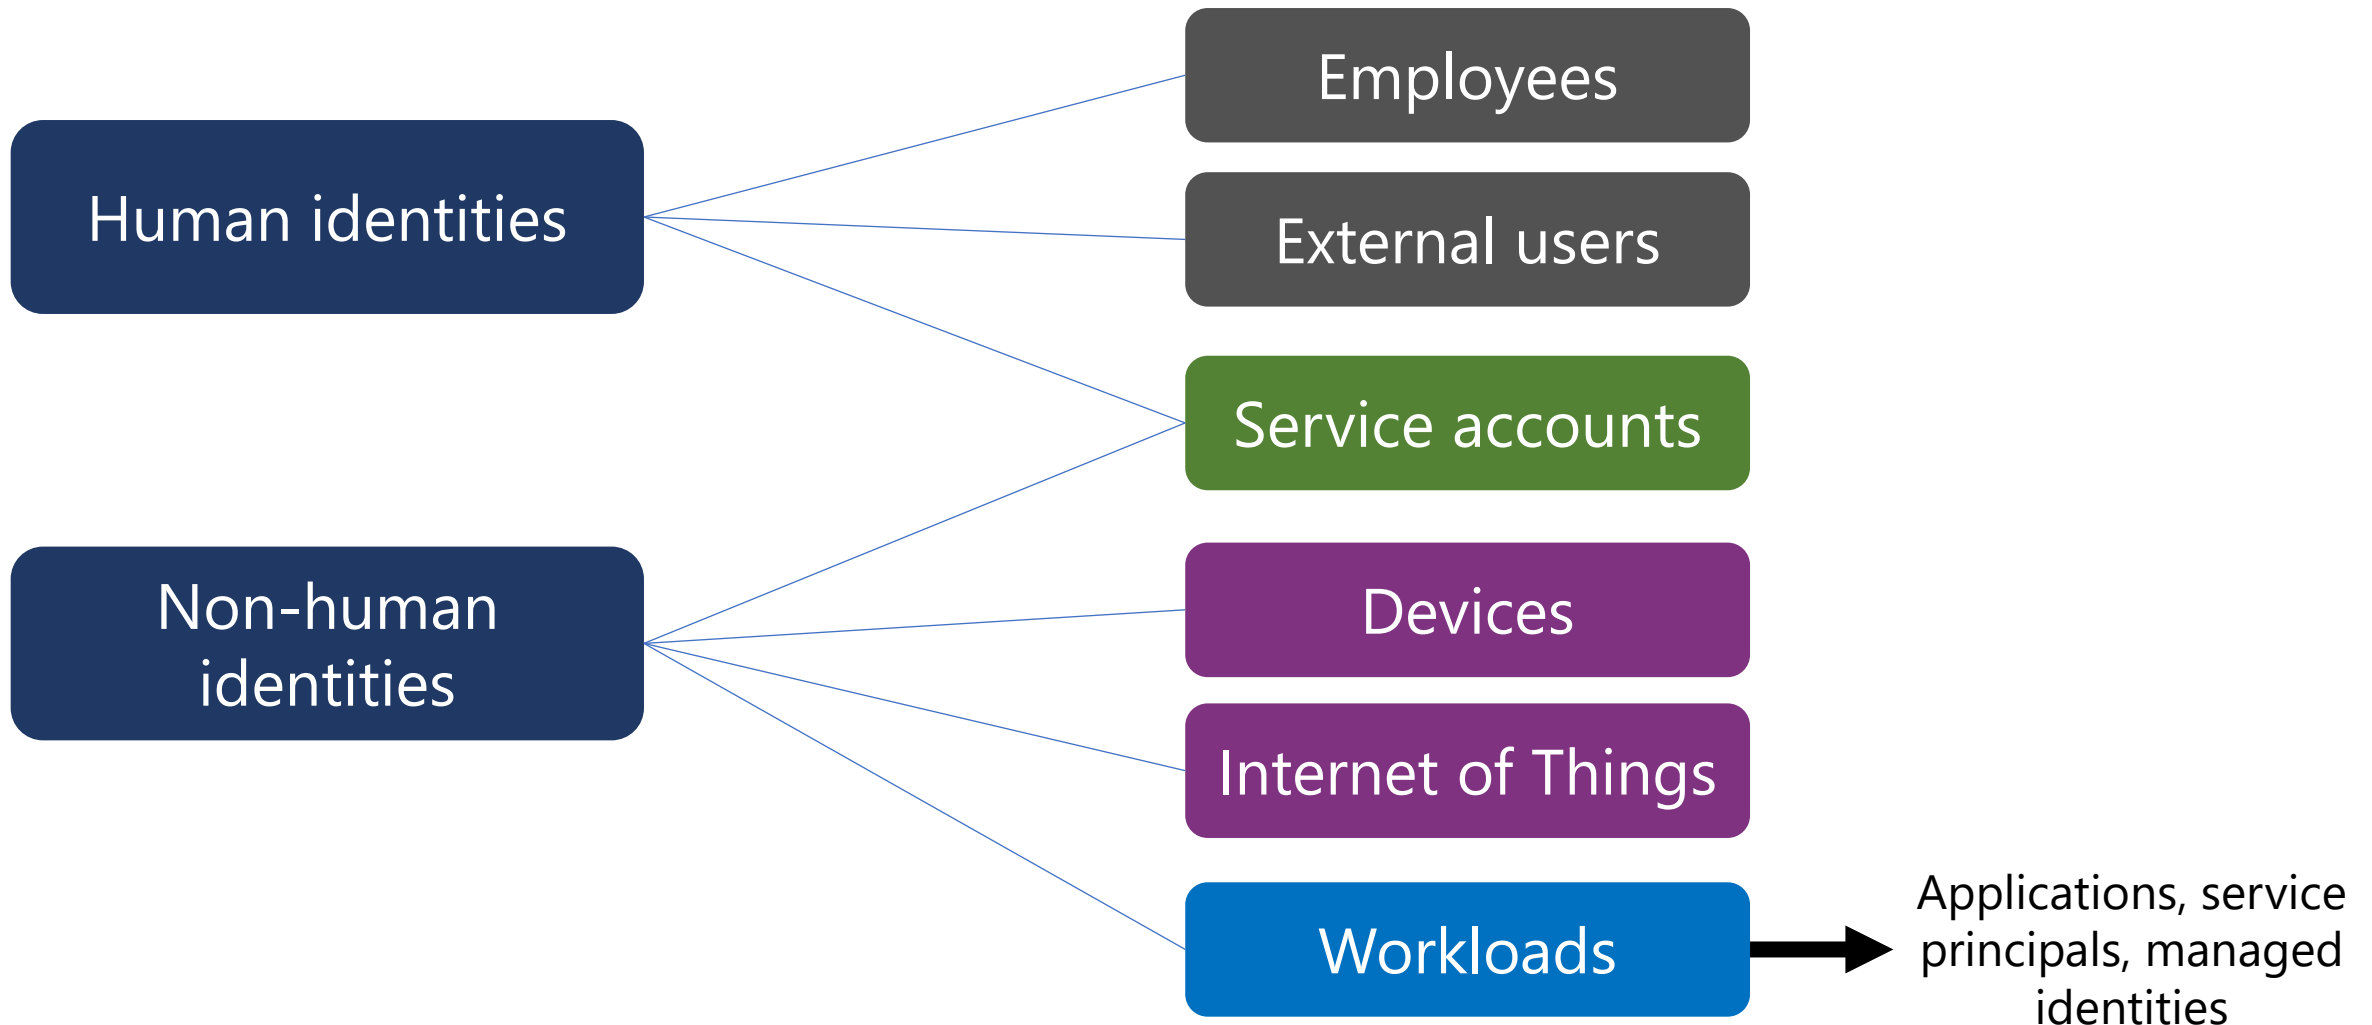 Employees
Human identities
External users
Service accounts
Non-human
identities
Devices
Internet of Things
Workloads
Applications, service
principals, managed
identities